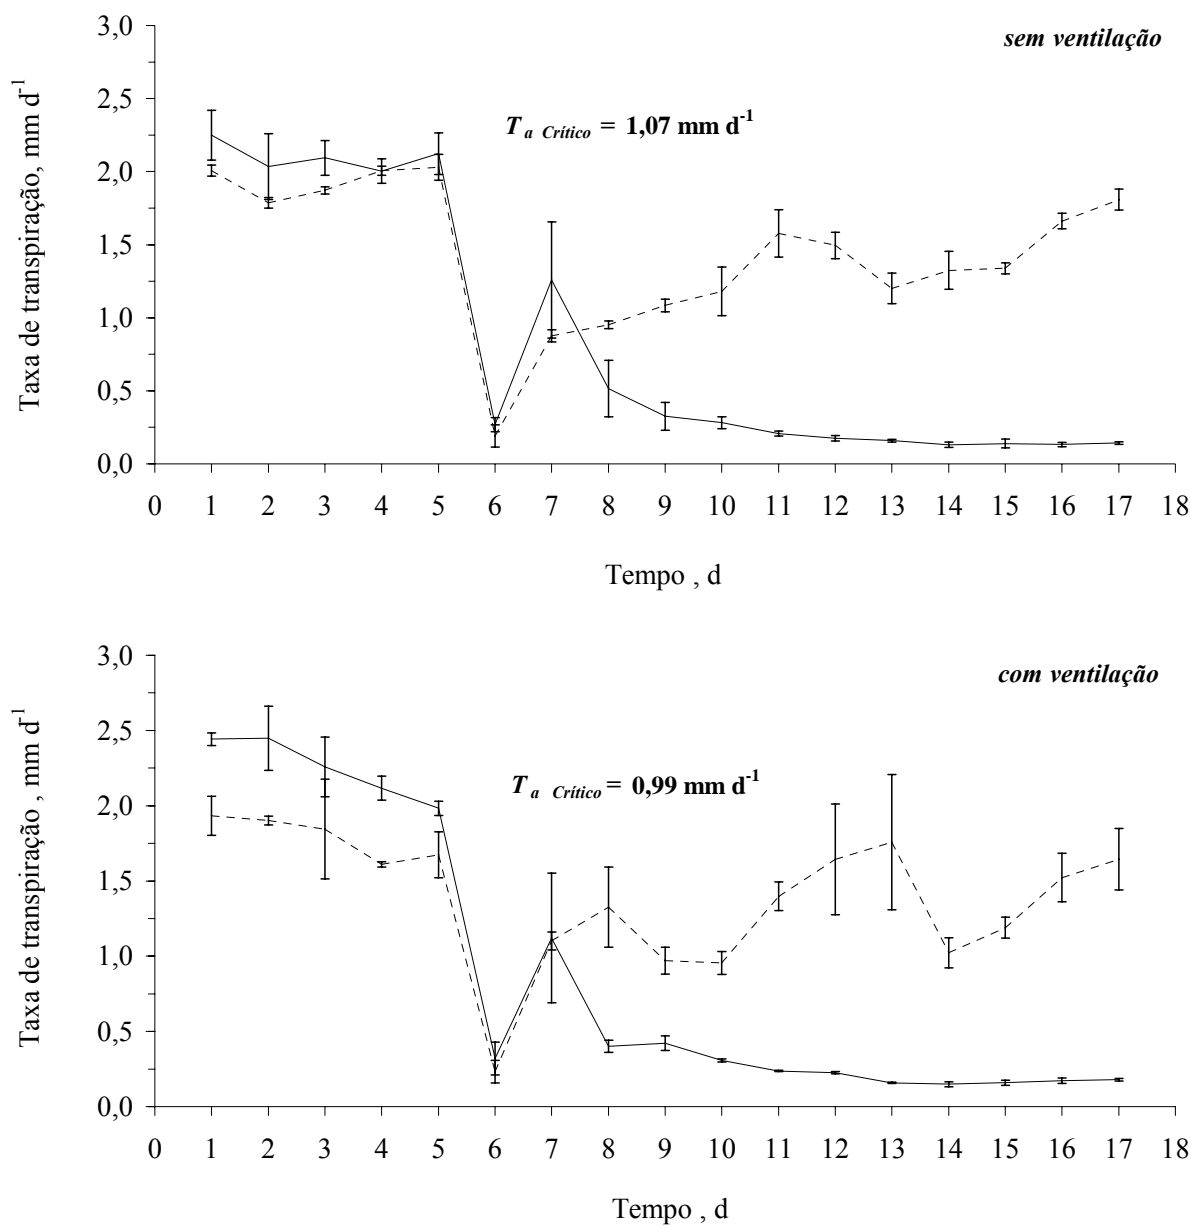 sem ventilação
T a Crítico = 1,07 mm d-1
Taxa de transpiração, mm d-1
3,0
2,5
2,0
1,5
1,0
0,5
0,0
0 1 2 3 4 5 6 7 8 9 10 11 12 13 14 15 16 17 18
Tempo , d
com ventilação
T a Crítico = 0,99 mm d-1
Taxa de transpiração , mm d-1
3,0
2,5
2,0
1,5
1,0
0,5
0,0
0 1 2 3 4 5 6 7 8 9 10 11 12 13 14 15 16 17 18
Tempo , d